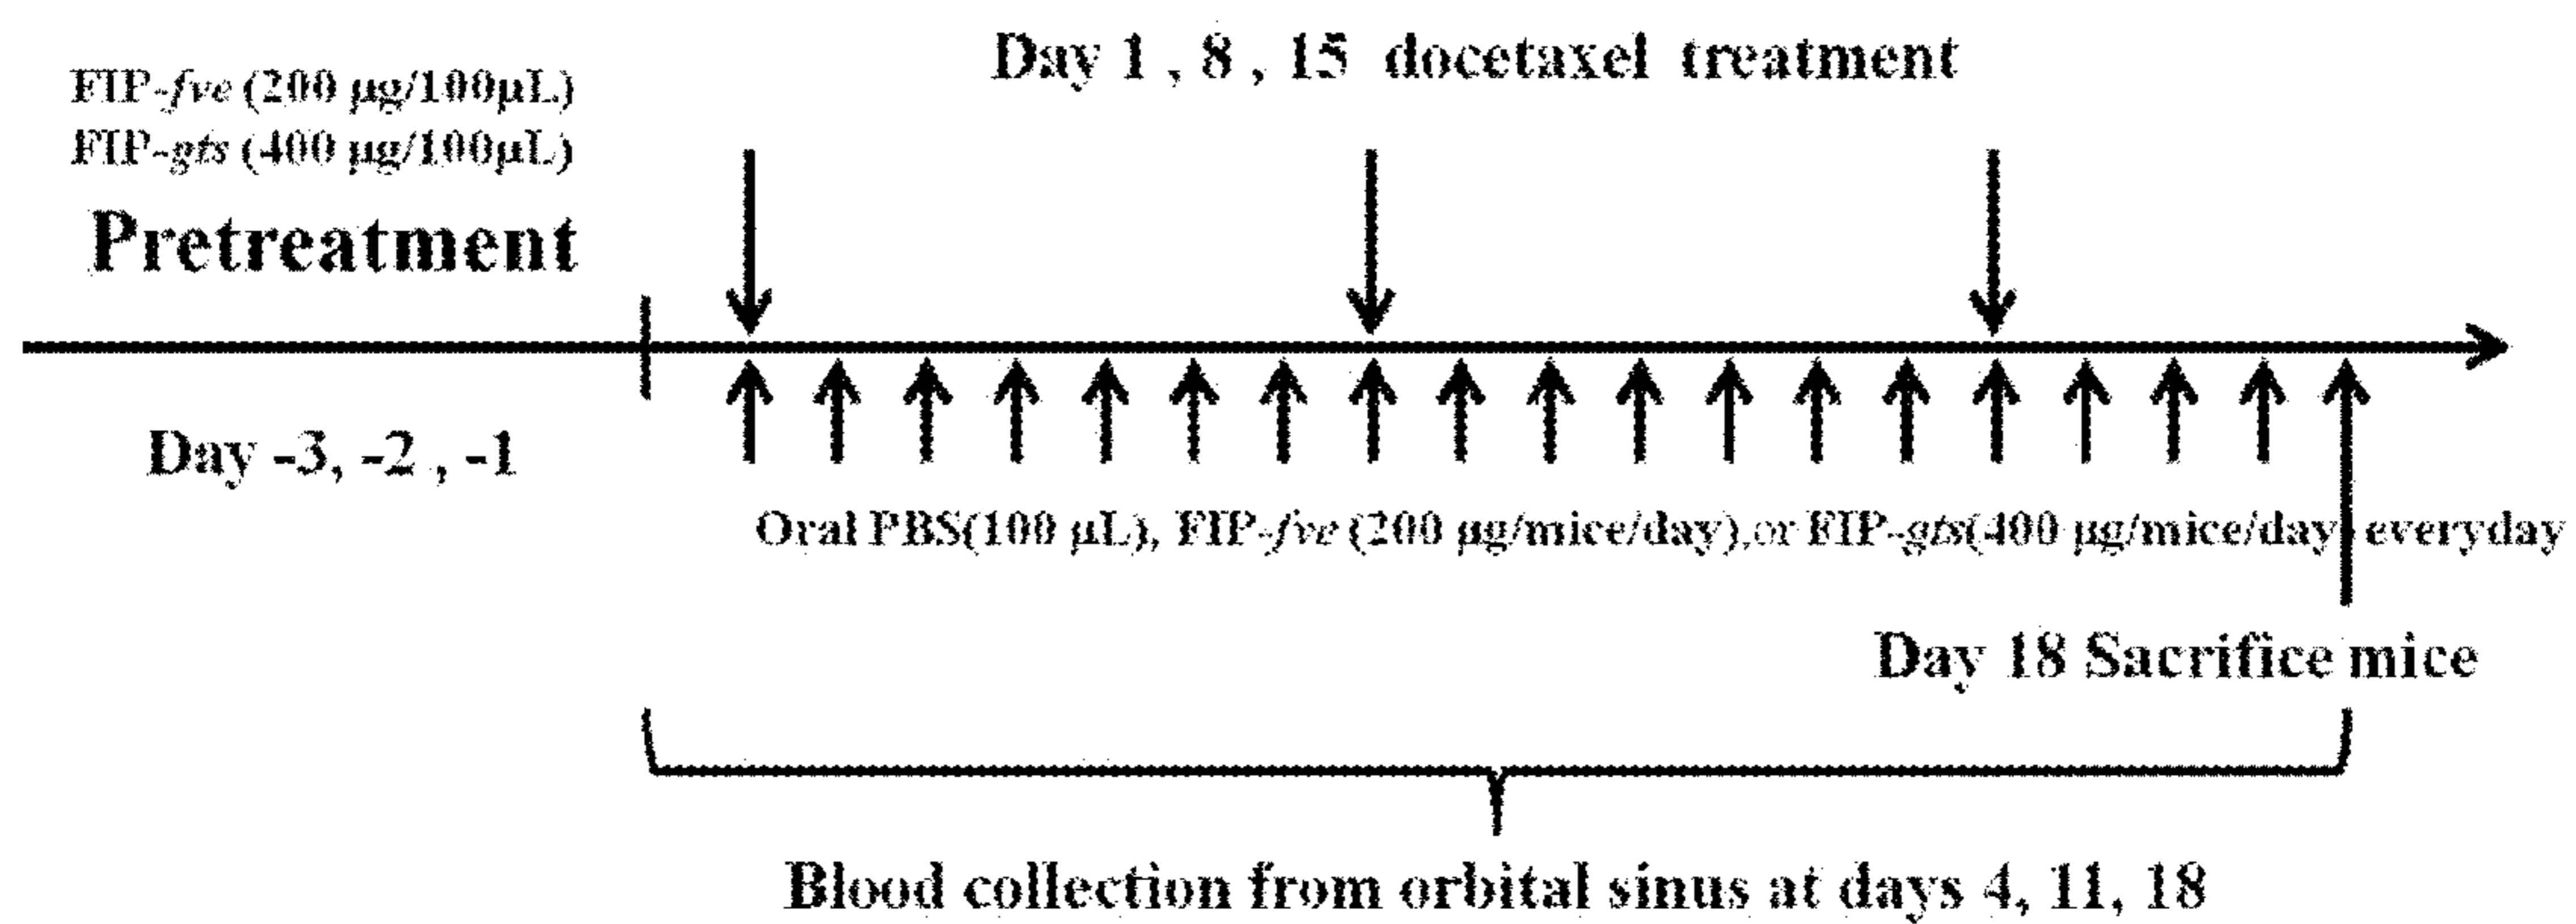 Day 1 , 8 , 15 docetaxel treatment
FIP-fve (200 µg/100µL)
FIP-gts (400 µg/100µL)
Pretreatment
Day -3, -2 , -1
Oral PBS(100 µL), FIP-fve (200 µg/mice/day),or FIP-gts(400 µg/mice/day) everyday
Day 18 Sacrifice mice
Blood collection from orbital sinus at days 4, 11, 18